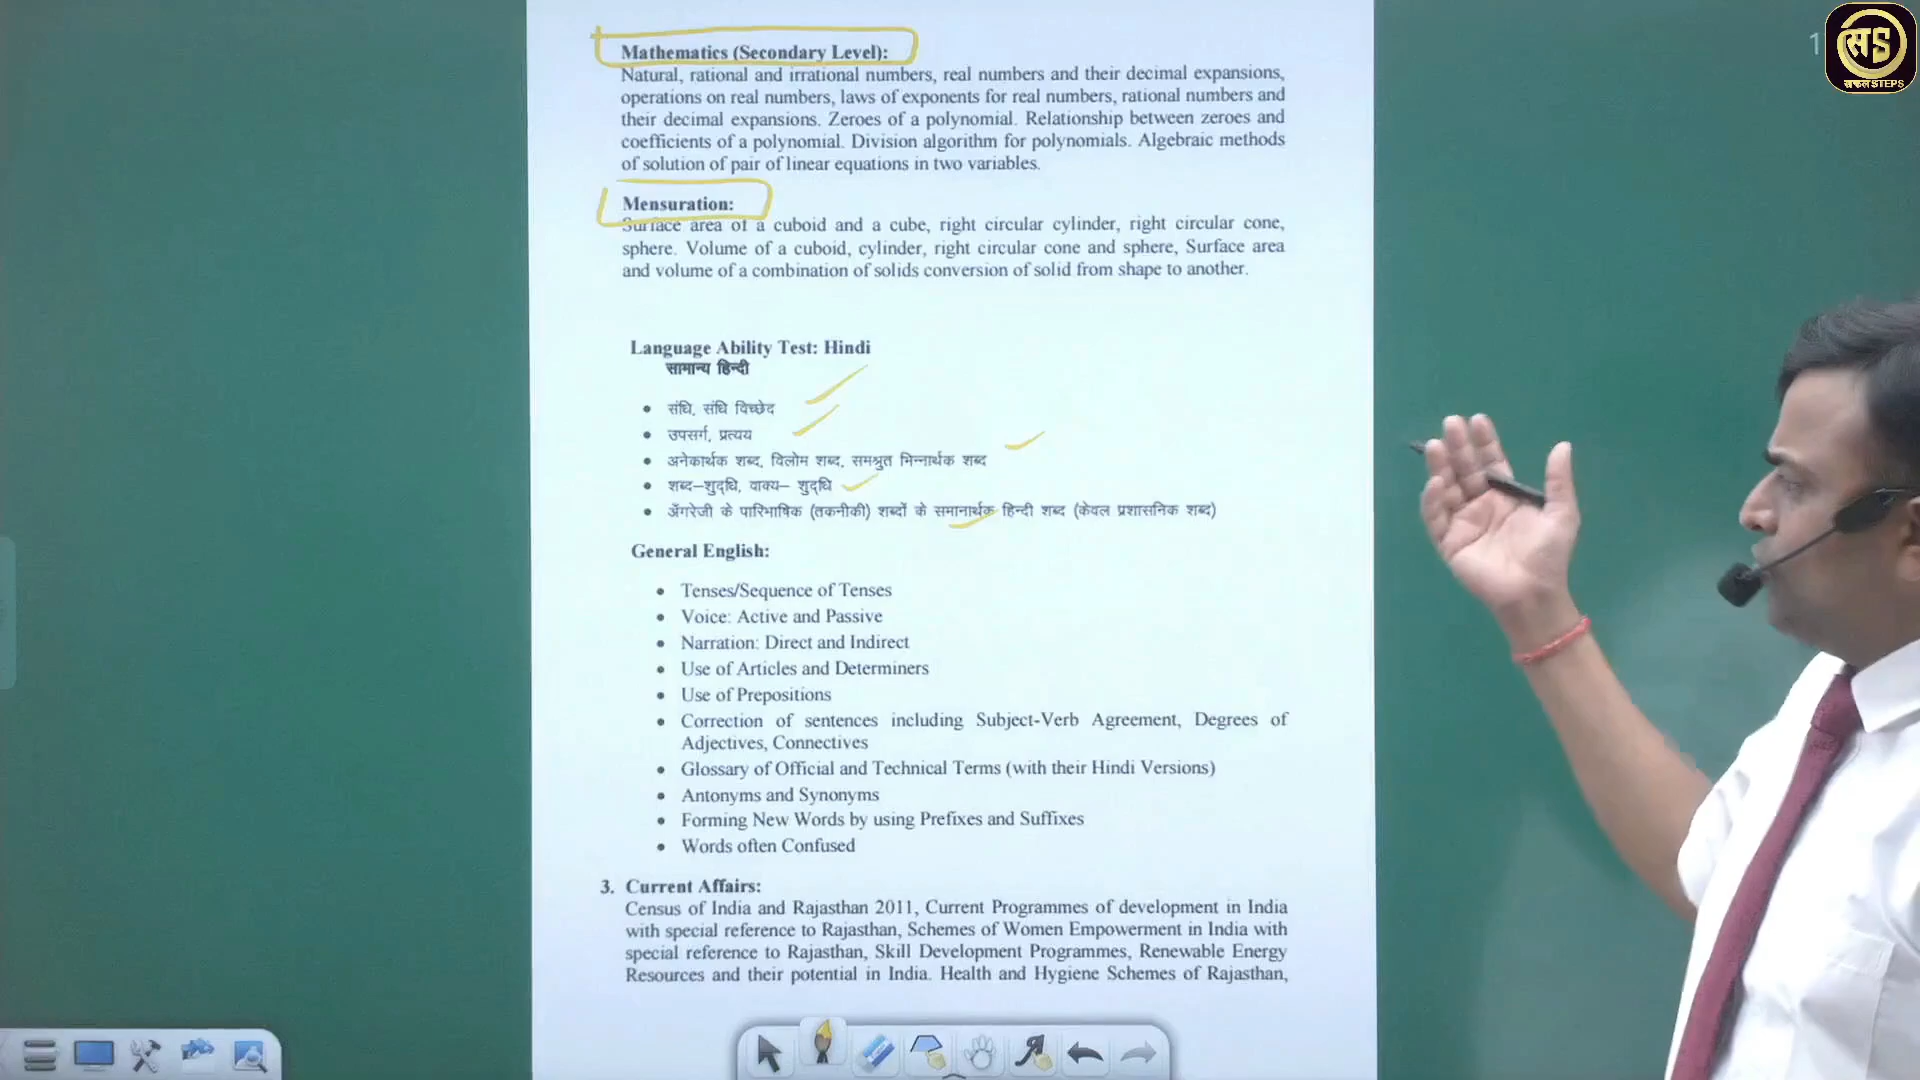 Mathematics (Secondary Level):
Natural, rational and irrational numbers, real numbers and their decimal expansions,
operations on real numbers, laws of exponents for real numbers, rational numbers and
their decimal expansions. Zeroes of a polynomial. Relationship between zeroes and
coefficients of a polynomial. Division algorithm for polynomials. Algebraic methods
of solution of pair of linear equations in two variables.
Mensuration:
Surface area of a cuboid and a cube, right circular cylinder, right circular cone,
sphere. Volume of a cuboid, cylinder, right circular cone and sphere, Surface area
and volume of a combination of solids conversion of solid from shape to another.
Language Ability Test: Hindi
सामान्य हिन्दी
• संधि, संधि विच्छेद
• उपसर्ग, प्रत्यय
• अनेकार्थक शब्द, विलोम शब्द, समश्रुत भिन्नार्थक शब्द
• शब्द–शुद्धि, वाक्य– शुद्धि
• अँगरेजी के पारिभाषिक (तकनीकी) शब्दों के समानार्थक हिन्दी शब्द (केवल प्रशासनिक शब्द)
General English:
• Tenses/Sequence of Tenses
• Voice: Active and Passive
• Narration: Direct and Indirect
• Use of Articles and Determiners
• Use of Prepositions
• Correction of sentences including Subject-Verb Agreement, Degrees of
Adjectives, Connectives
• Glossary of Official and Technical Terms (with their Hindi Versions)
• Antonyms and Synonyms
• Forming New Words by using Prefixes and Suffixes
• Words often Confused
3. Current Affairs:
Census of India and Rajasthan 2011, Current Programmes of development in India
with special reference to Rajasthan, Schemes of Women Empowerment in India with
special reference to Rajasthan, Skill Development Programmes, Renewable Energy
Resources and their potential in India. Health and Hygiene Schemes of Rajasthan,
1
सS
सफल STEPS